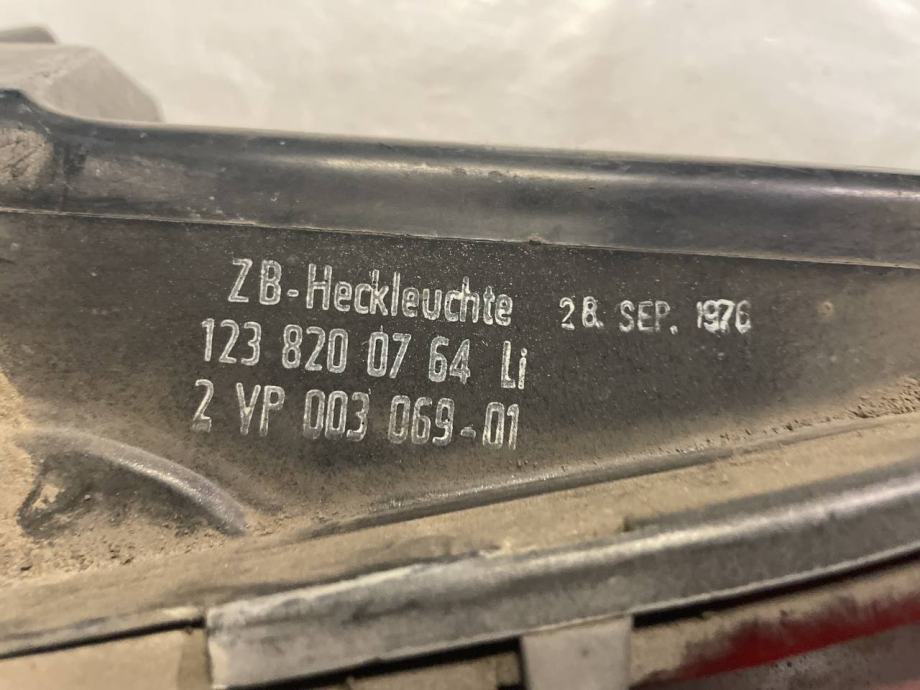 ZB-Heckleuchte 28. SEP. 1976
123 820 07 64 Li
2 VP 003 069-01